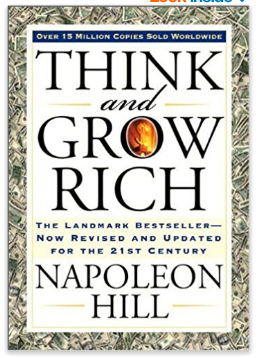 OVER 15 MILLION COPIES SOLD WORLDWIDE
THINK
and
GROW
RICH
THE LANDMARK BESTSELLER—
NOW REVISED AND UPDATED
FOR THE 21ST CENTURY
NAPOLEON
HILL